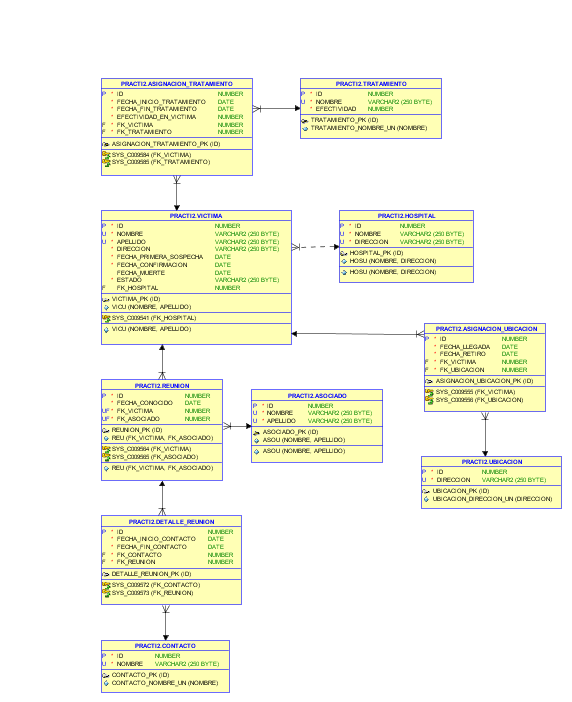 PRACTI2.ASIGNACION_TRATAMIENTO
P * ID NUMBER
* FECHA_INICIO_TRATAMIENTO DATE
* FECHA_FIN_TRATAMIENTO DATE
* EFECTIVIDAD_EN_VICTIMA NUMBER
F * FK_VICTIMA NUMBER
F * FK_TRATAMIENTO NUMBER
ASIGNACION_TRATAMIENTO_PK (ID)
SYS_C009584 (FK_VICTIMA)
SYS_C009585 (FK_TRATAMIENTO)
PRACTI2.TRATAMIENTO
P * ID NUMBER
U * NOMBRE VARCHAR2 (250 BYTE)
* EFECTIVIDAD NUMBER
TRATAMIENTO_PK (ID)
TRATAMIENTO_NOMBRE_UN (NOMBRE)
PRACTI2.VICTIMA
P * ID NUMBER
U * NOMBRE VARCHAR2 (250 BYTE)
U * APELLIDO VARCHAR2 (250 BYTE)
* DIRECCION VARCHAR2 (250 BYTE)
* FECHA_PRIMERA_SOSPECHA DATE
* FECHA_CONFIRMACION DATE
FECHA_MUERTE DATE
* ESTADO VARCHAR2 (250 BYTE)
F FK_HOSPITAL NUMBER
VICTIMA_PK (ID)
VICU (NOMBRE, APELLIDO)
SYS_C009541 (FK_HOSPITAL)
VICU (NOMBRE, APELLIDO)
PRACTI2.HOSPITAL
P * ID NUMBER
U * NOMBRE VARCHAR2 (250 BYTE)
U * DIRECCION VARCHAR2 (250 BYTE)
HOSPITAL_PK (ID)
HOSU (NOMBRE, DIRECCION)
HOSU (NOMBRE, DIRECCION)
PRACTI2.ASIGNACION_UBICACION
P * ID NUMBER
* FECHA_LLEGADA DATE
* FECHA_RETIRO DATE
F * FK_VICTIMA NUMBER
F * FK_UBICACION NUMBER
ASIGNACION_UBICACION_PK (ID)
SYS_C009555 (FK_VICTIMA)
SYS_C009556 (FK_UBICACION)
PRACTI2.REUNION
P * ID NUMBER
* FECHA_CONOCIDO DATE
UF * FK_VICTIMA NUMBER
UF * FK_ASOCIADO NUMBER
REUNION_PK (ID)
REU (FK_VICTIMA, FK_ASOCIADO)
SYS_C009564 (FK_VICTIMA)
SYS_C009565 (FK_ASOCIADO)
REU (FK_VICTIMA, FK_ASOCIADO)
PRACTI2.ASOCIADO
P * ID NUMBER
U * NOMBRE VARCHAR2 (250 BYTE)
U * APELLIDO VARCHAR2 (250 BYTE)
ASOCIADO_PK (ID)
ASOU (NOMBRE, APELLIDO)
ASOU (NOMBRE, APELLIDO)
PRACTI2.UBICACION
P * ID NUMBER
U * DIRECCION VARCHAR2 (250 BYTE)
UBICACION_PK (ID)
UBICACION_DIRECCION_UN (DIRECCION)
PRACTI2.DETALLE_REUNION
P * ID NUMBER
* FECHA_INICIO_CONTACTO DATE
* FECHA_FIN_CONTACTO DATE
F * FK_CONTACTO NUMBER
F * FK_REUNION NUMBER
DETALLE_REUNION_PK (ID)
SYS_C009572 (FK_CONTACTO)
SYS_C009573 (FK_REUNION)
PRACTI2.CONTACTO
P * ID NUMBER
U * NOMBRE VARCHAR2 (250 BYTE)
CONTACTO_PK (ID)
CONTACTO_NOMBRE_UN (NOMBRE)